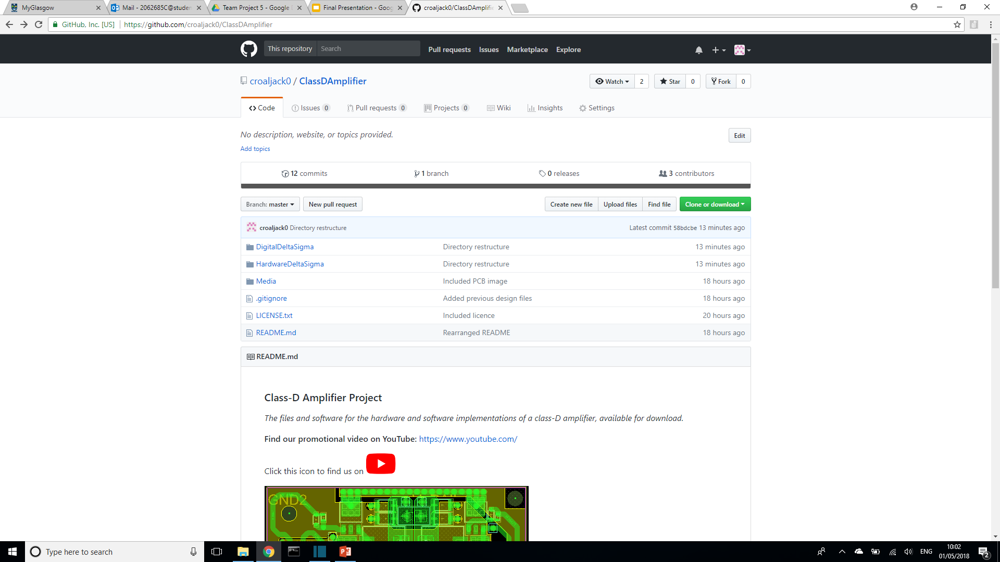 MyGlasgow
Mail - 2062685C@studen
Team Project 5 - Google
Final Presentation - Goog
croaljack0/ClassDAmplifie
GitHub, Inc. [US]
https://github.com/croaljack0/ClassDAmplifier
This repository
Search
Pull requests
Issues
Marketplace
Explore
croaljack0 / ClassDAmplifier
Watch 2
Star 0
Fork 0
Code
Issues 0
Pull requests 0
Projects 0
Wiki
Insights
Settings
No description, website, or topics provided.
Edit
Add topics
12 commits
1 branch
0 releases
3 contributors
Branch: master
New pull request
Create new file
Upload files
Find file
Clone or download
croaljack0 Directory restructure
Latest commit 58bdcbe 13 minutes ago
DigitalDeltaSigma Directory restructure 13 minutes ago
HardwareDeltaSigma Directory restructure 13 minutes ago
Media Included PCB image 18 hours ago
.gitignore Added previous design files 18 hours ago
LICENSE.txt Included licence 20 hours ago
README.md Rearranged README 18 hours ago
README.md
Class-D Amplifier Project
The files and software for the hardware and software implementations of a class-D amplifier, available for download.
Find our promotional video on YouTube: https://www.youtube.com/
Click this icon to find us on
GND2
Type here to search
ENG
10:02
01/05/2018
2